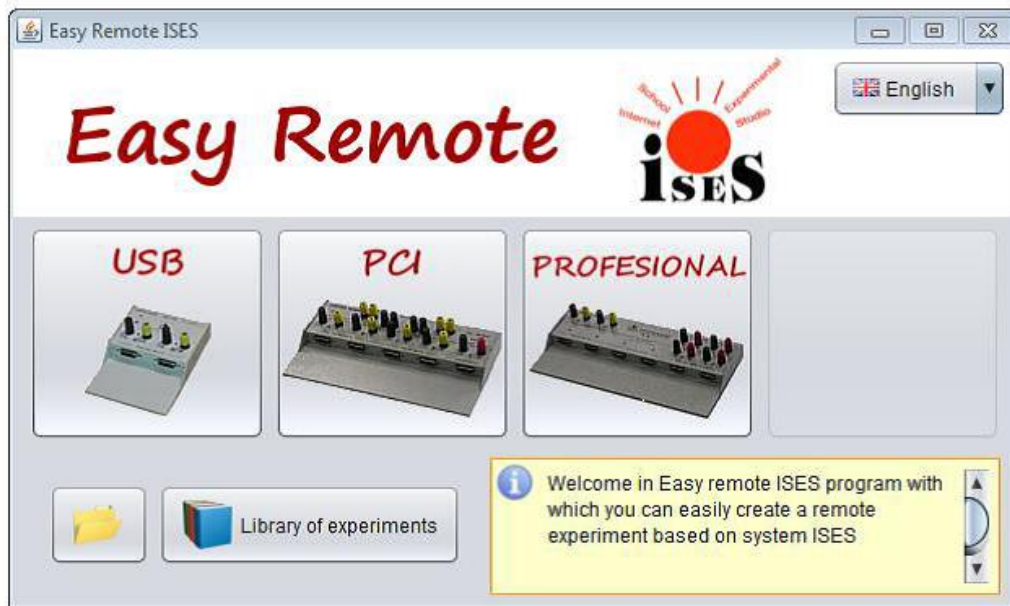 Easy Remote ISES
English
Easy Remote
School
Experimental
Internet
Studio
iSES
USB
PCI
PROFESIONAL
Library of experiments
Welcome in Easy remote ISES program with
which you can easily create a remote
experiment based on system ISES